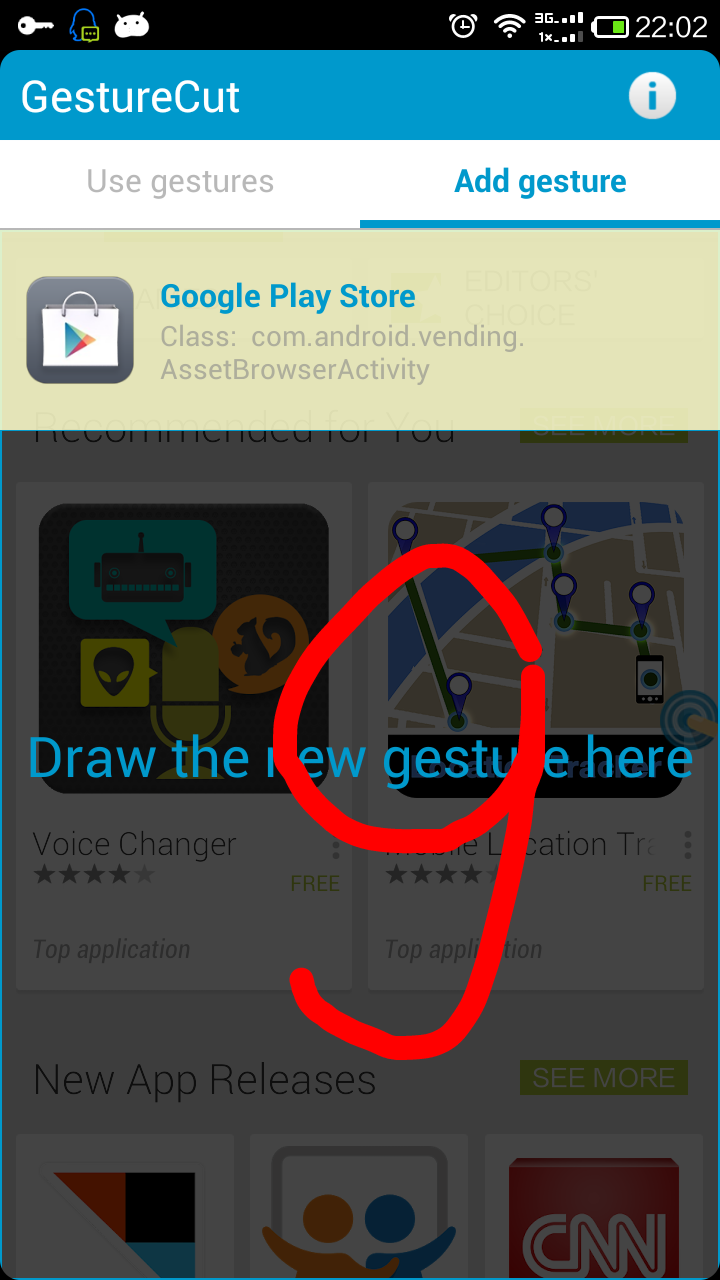 3G 22:02
1x
GestureCut
Use gestures Add gesture
EDITORS'
CHOICE
Google Play Store
Class: com.android.vending.
AssetBrowserActivity
Recommended for You SEE MORE
Draw the new gesture here
Voice Changer Mobile Location Tra
FREE FREE
Top application Top application
New App Releases SEE MORE
CNN